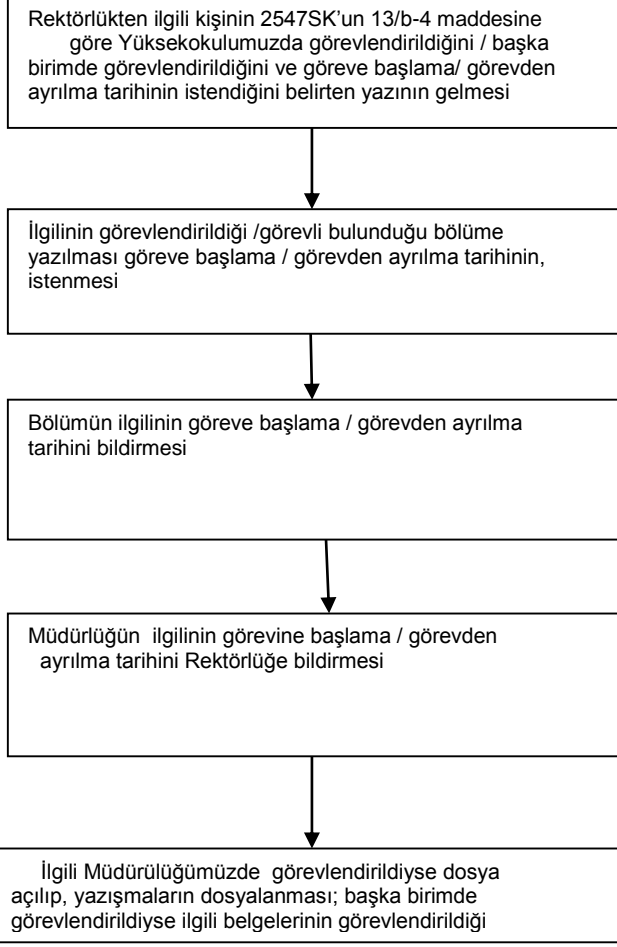 Rektörlükten ilgili kişinin 2547SK'un 13/b-4 maddesine
göre Yüksekokulumuzda görevlendirildiğini / başka
birimde görevlendirildiğini ve göreve başlama/ görevden
ayrılma tarihinin istendiğini belirten yazının gelmesi
İlgilinin görevlendirildiği /görevli bulunduğu bölüme
yazılması göreve başlama / görevden ayrılma tarihinin,
istenmesi
Bölümün ilgilinin göreve başlama / görevden ayrılma
tarihini bildirmesi
Müdürlüğün ilgilinin görevine başlama / görevden
ayrılma tarihini Rektörlüğe bildirmesi
İlgili Müdürülüğümüzde görevlendirildiyse dosya
açılıp, yazışmaların dosyalanması; başka birimde
görevlendirildiyse ilgili belgelerinin görevlendirildiği